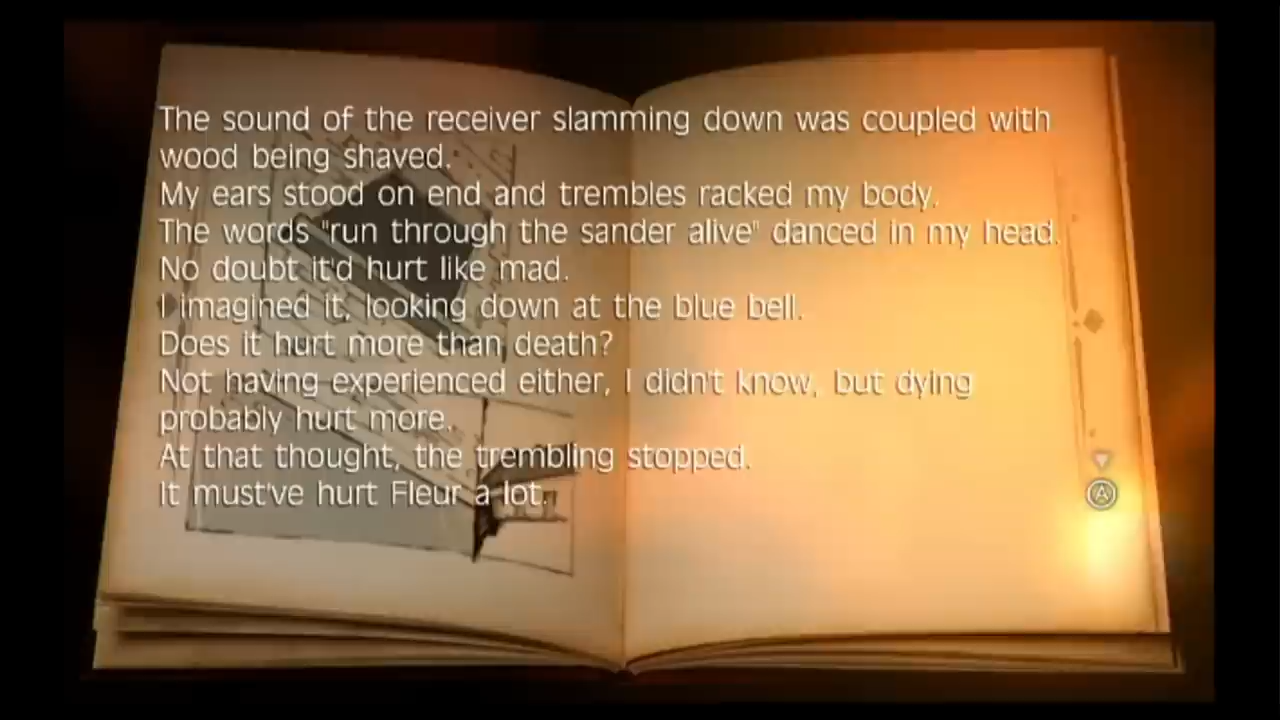 The sound of the receiver slamming down was coupled with
wood being shaved.
My ears stood on end and trembles racked my body.
The words "run through the sander alive" danced in my head.
No doubt it'd hurt like mad.
I imagined it, looking down at the blue bell.
Does it hurt more than death?
Not having experienced either, I didn't know, but dying
probably hurt more.
At that thought, the trembling stopped.
It must've hurt Fleur a lot.
A